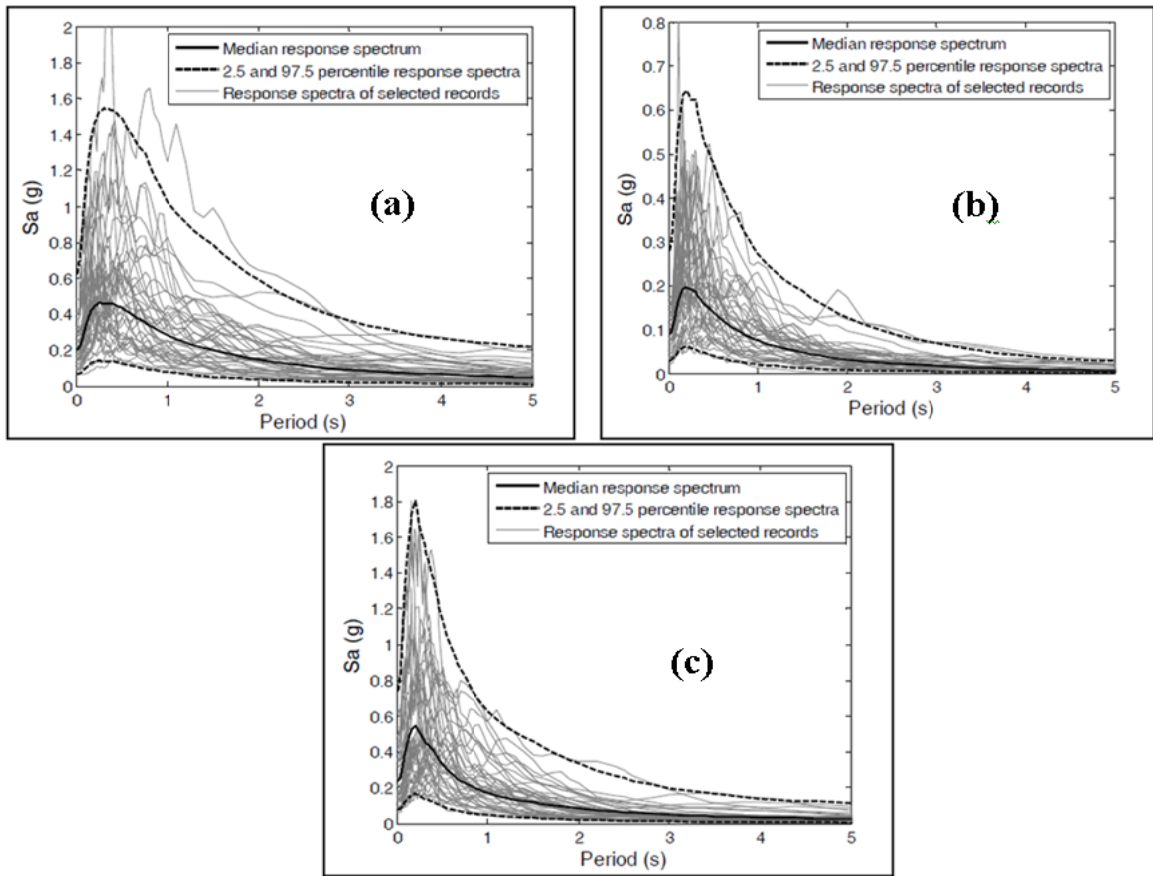 2
1.8
1.6
1.4
1.2
1
0.8
0.6
0.4
0.2
0
Sa (g)
Median response spectrum
2.5 and 97.5 percentile response spectra
Response spectra of selected records
(a)
0 1 2 3 4 5
Period (s)
0.8
0.7
0.6
0.5
0.4
0.3
0.2
0.1
0
Sa (g)
Median response spectrum
2.5 and 97.5 percentile response spectra
Response spectra of selected records
(b)
0 1 2 3 4 5
Period (s)
2
1.8
1.6
1.4
1.2
1
0.8
0.6
0.4
0.2
0
Sa (g)
Median response spectrum
2.5 and 97.5 percentile response spectra
Response spectra of selected records
(c)
0 1 2 3 4 5
Period (s)